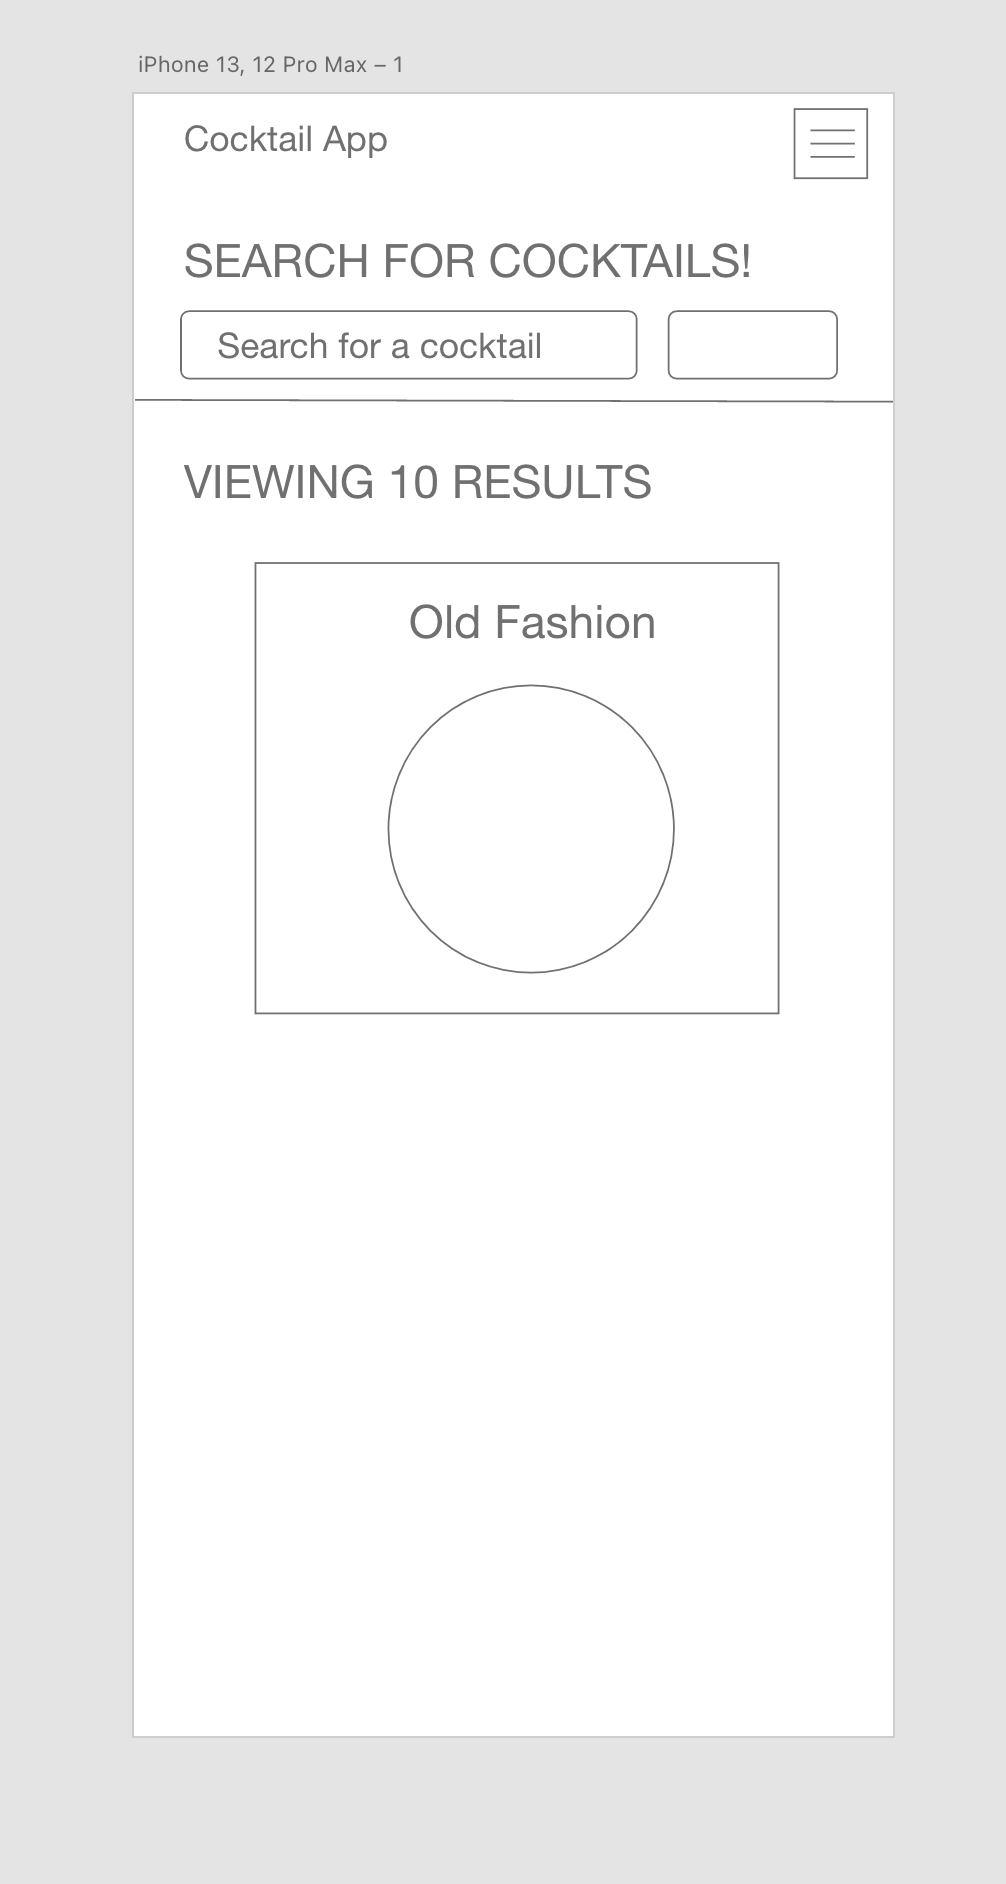 iPhone 13, 12 Pro Max – 1
Cocktail App
SEARCH FOR COCKTAILS!
Search for a cocktail
VIEWING 10 RESULTS
Old Fashion